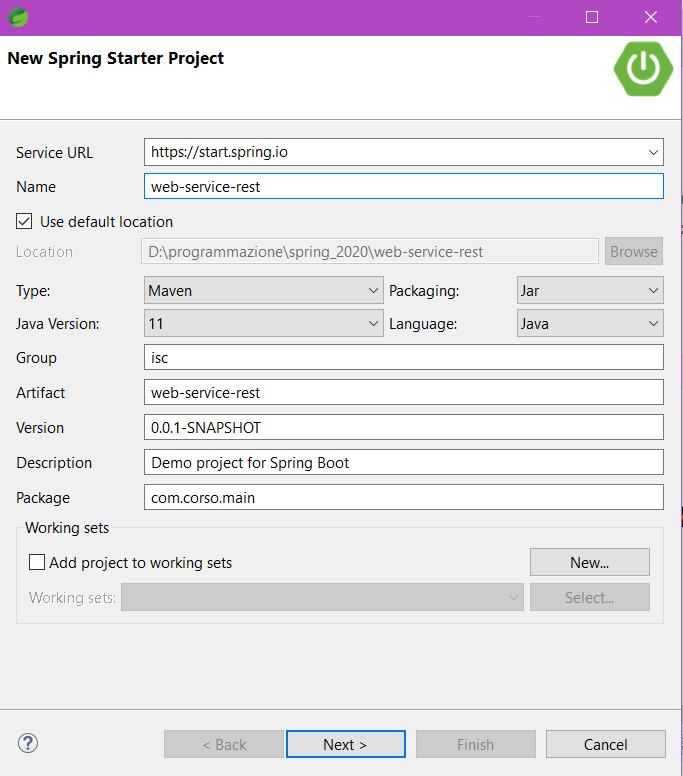 New Spring Starter Project
Service URL https://start.spring.io
Name web-service-rest
Use default location
Location D:\programmazione\spring_2020\web-service-rest Browse
Type: Maven Packaging: Jar
Java Version: 11 Language: Java
Group isc
Artifact web-service-rest
Version 0.0.1-SNAPSHOT
Description Demo project for Spring Boot
Package com.corso.main
Working sets
Add project to working sets New...
Working sets: Select...
? < Back Next > Finish Cancel